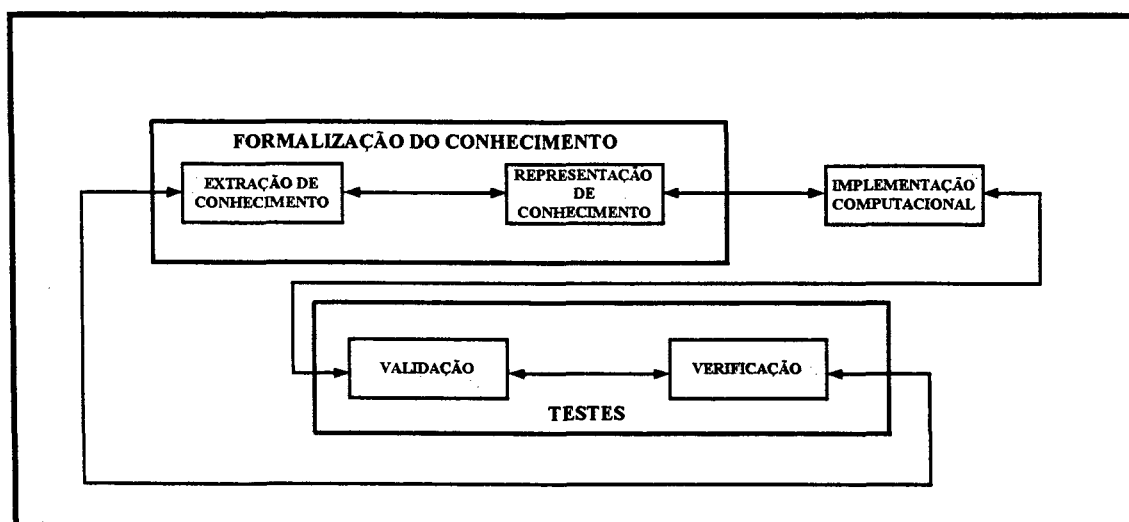 FORMALIZAÇÃO DO CONHECIMENTO
EXTRAÇÃO DE
CONHECIMENTO
REPRESENTAÇÃO
DE
CONHECIMENTO
IMPLEMENTAÇÃO
COMPUTACIONAL
VALIDAÇÃO
VERIFICAÇÃO
TESTES